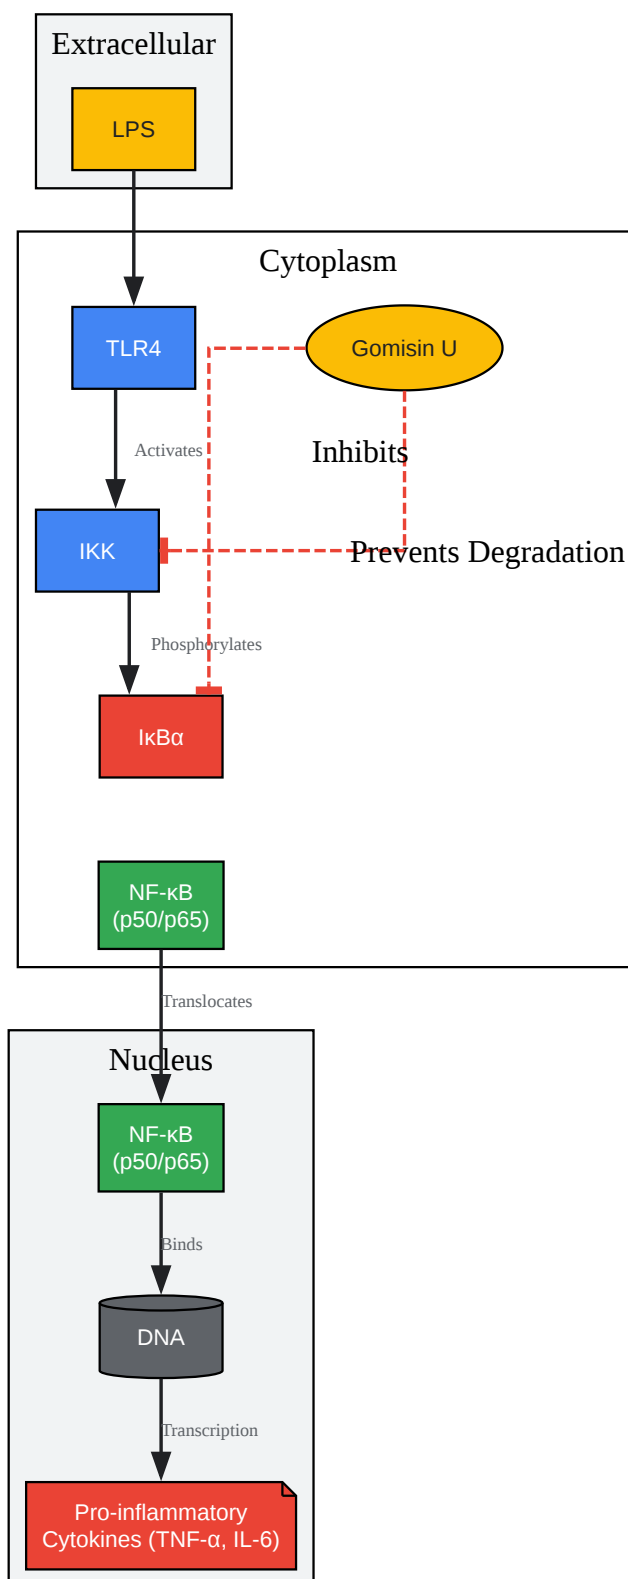 Extracellular
LPS
Cytoplasm
TLR4
Gomisin U
Activates
Inhibits
IKK
Prevents Degradation
Phosphorylates
IκBα
NF-κB
(p50/p65)
Translocates
Nucleus
NF-κB
(p50/p65)
Binds
DNA
Transcription
Pro-inflammatory
Cytokines (TNF-α, IL-6)